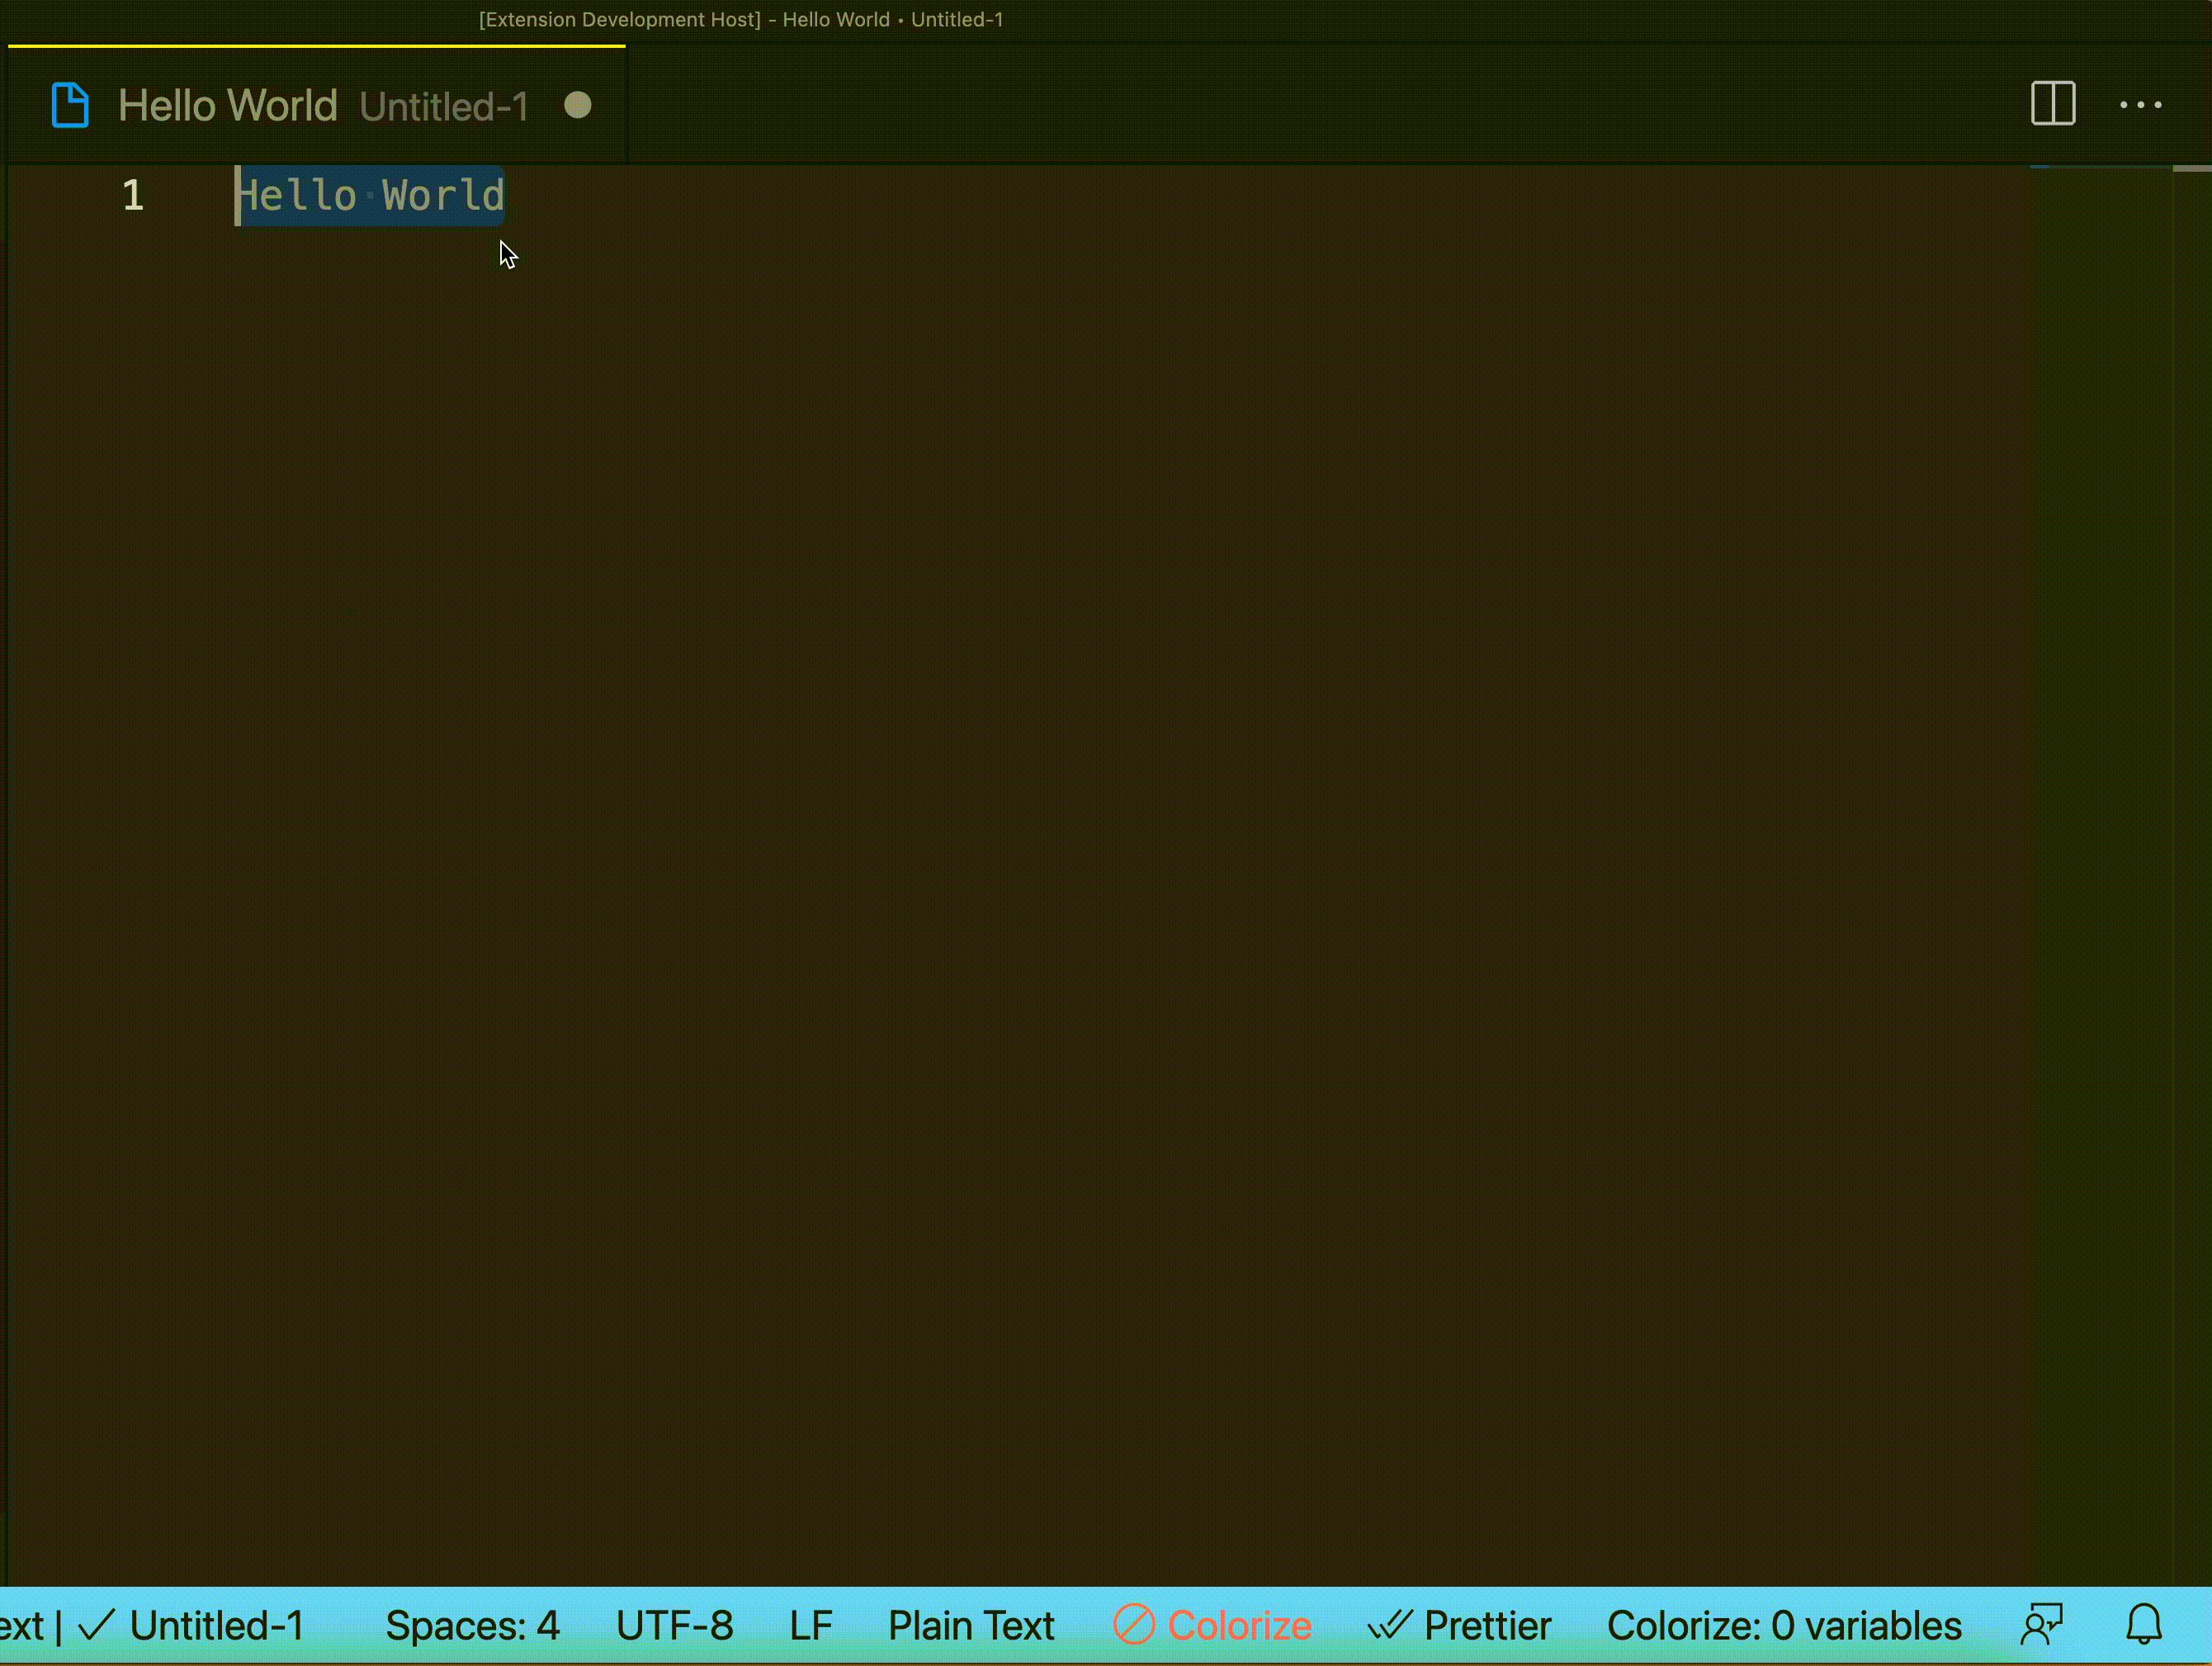 [Extension Development Host] - Hello World • Untitled-1
Hello World Untitled-1
1 Hello·World
ext | ✓ Untitled-1 Spaces: 4 UTF-8 LF Plain Text Colorize Prettier Colorize: 0 variables